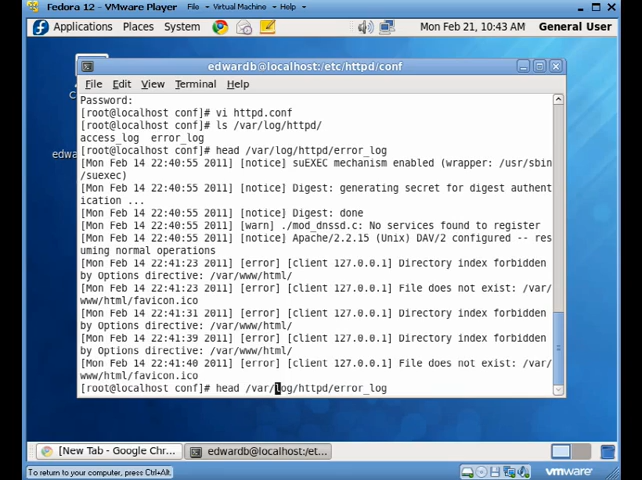 Fedora 12 - VMware Player File Virtual Machine Help
Applications Places System Mon Feb 21, 10:43 AM General User
edwardb@localhost:/etc/httpd/conf
File Edit View Terminal Help
Password:
[root@localhost conf]# vi httpd.conf
[root@localhost conf]# ls /var/log/httpd/
access_log error_log
[root@localhost conf]# head /var/log/httpd/error_log
[Mon Feb 14 22:40:55 2011] [notice] suEXEC mechanism enabled (wrapper: /usr/sbin
/suexec)
[Mon Feb 14 22:40:55 2011] [notice] Digest: generating secret for digest authent
ication ...
[Mon Feb 14 22:40:55 2011] [notice] Digest: done
[Mon Feb 14 22:40:55 2011] [warn] ./mod_dnssd.c: No services found to register
[Mon Feb 14 22:40:55 2011] [notice] Apache/2.2.15 (Unix) DAV/2 configured -- res
uming normal operations
[Mon Feb 14 22:41:23 2011] [error] [client 127.0.0.1] Directory index forbidden
by Options directive: /var/www/html/
[Mon Feb 14 22:41:23 2011] [error] [client 127.0.0.1] File does not exist: /var/
www/html/favicon.ico
[Mon Feb 14 22:41:31 2011] [error] [client 127.0.0.1] Directory index forbidden
by Options directive: /var/www/html/
[Mon Feb 14 22:41:39 2011] [error] [client 127.0.0.1] Directory index forbidden
by Options directive: /var/www/html/
[Mon Feb 14 22:41:40 2011] [error] [client 127.0.0.1] File does not exist: /var/
www/html/favicon.ico
[root@localhost conf]# head /var/log/httpd/error_log
[New Tab - Google Chr... edwardb@localhost:/et...
To return to your computer, press Ctrl+Alt. vmware